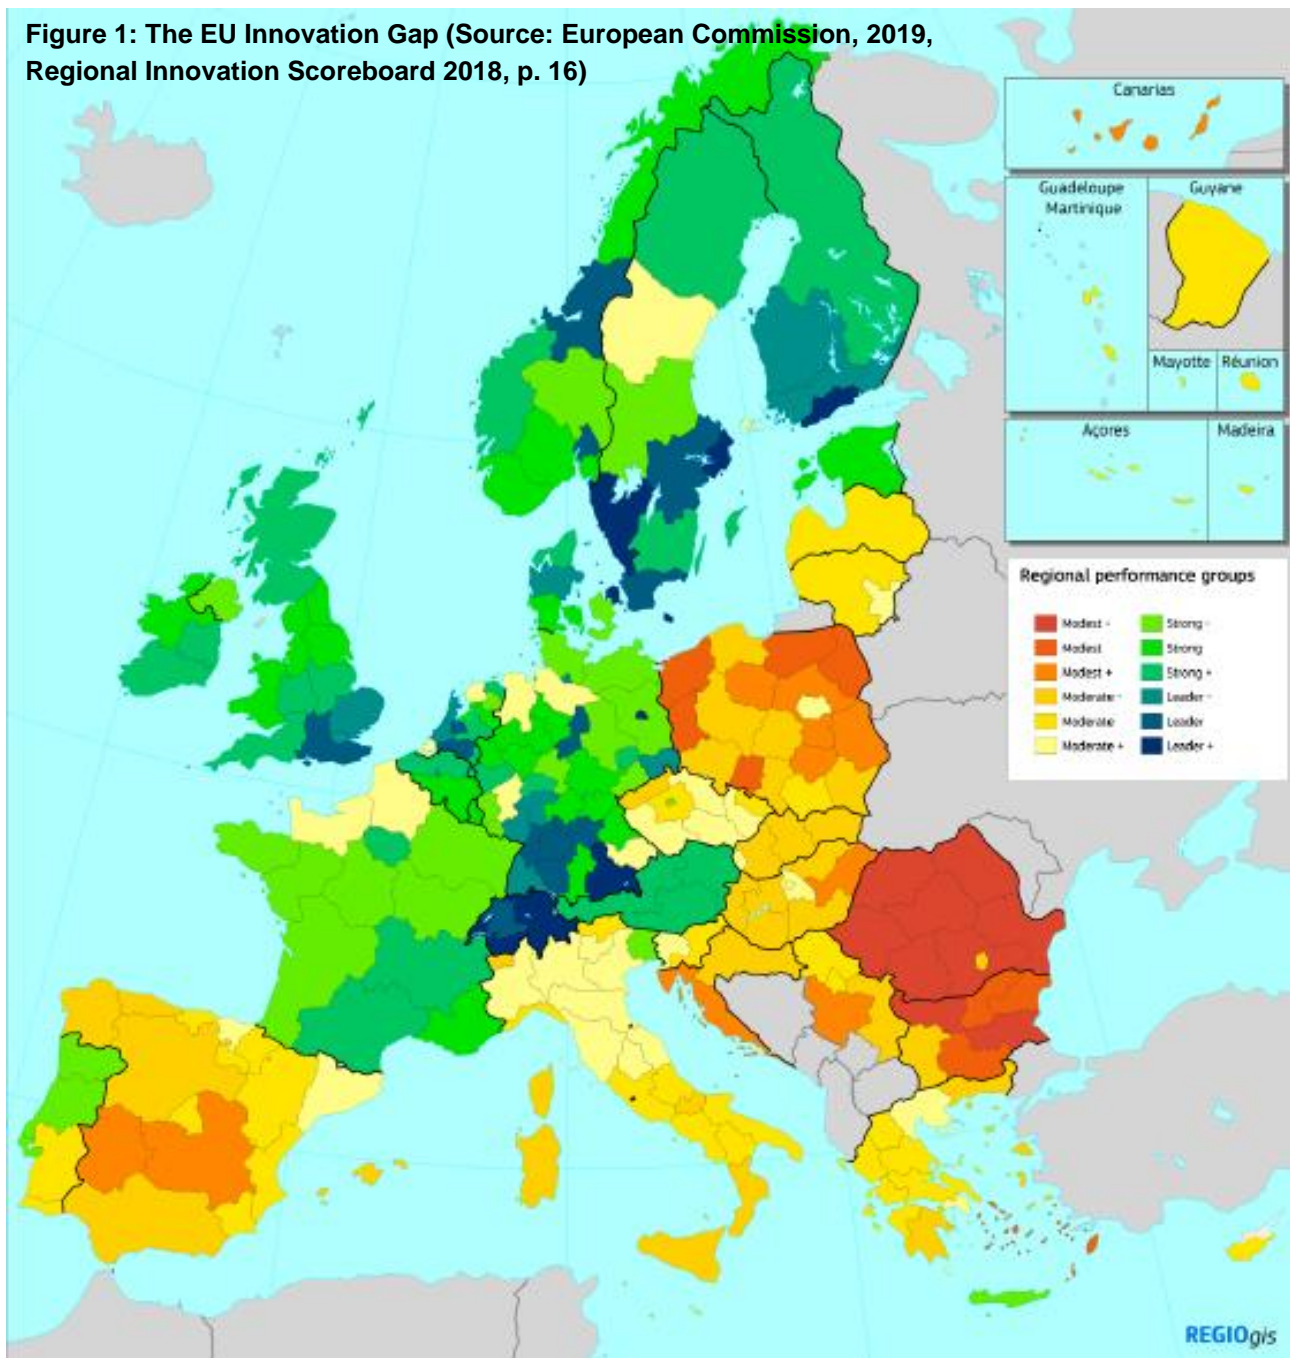 Figure 1: The EU Innovation Gap (Source: European Commission, 2019,
Regional Innovation Scoreboard 2018, p. 16)
Canarias
Guadeloupe
Martinique
Guyane
Mayotte
Réunion
Açores
Madeira
Regional performance groups
Modest -
Modest
Modest +
Moderate -
Moderate
Moderate +
Strong -
Strong
Strong +
Leader -
Leader
Leader +
REGIOgis